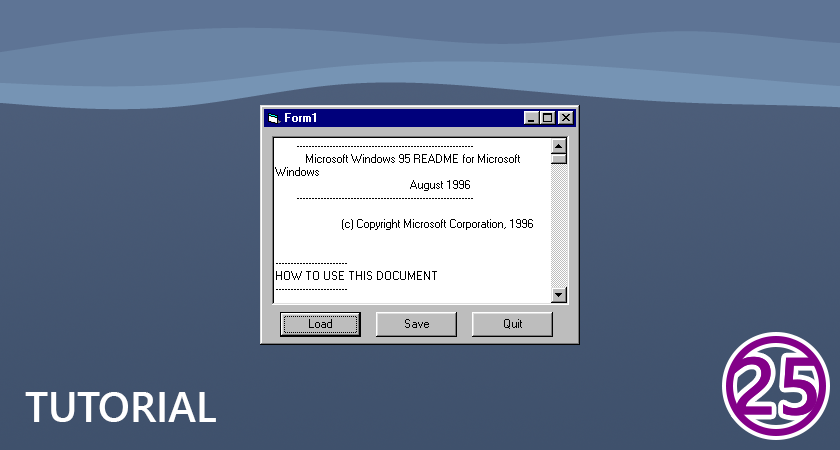 Form1
--------------------------------------------------
Microsoft Windows 95 README for Microsoft
Windows
August 1996
--------------------------------------------------
(c) Copyright Microsoft Corporation, 1996
--------------------
HOW TO USE THIS DOCUMENT
--------------------
Load Save Quit
TUTORIAL
25